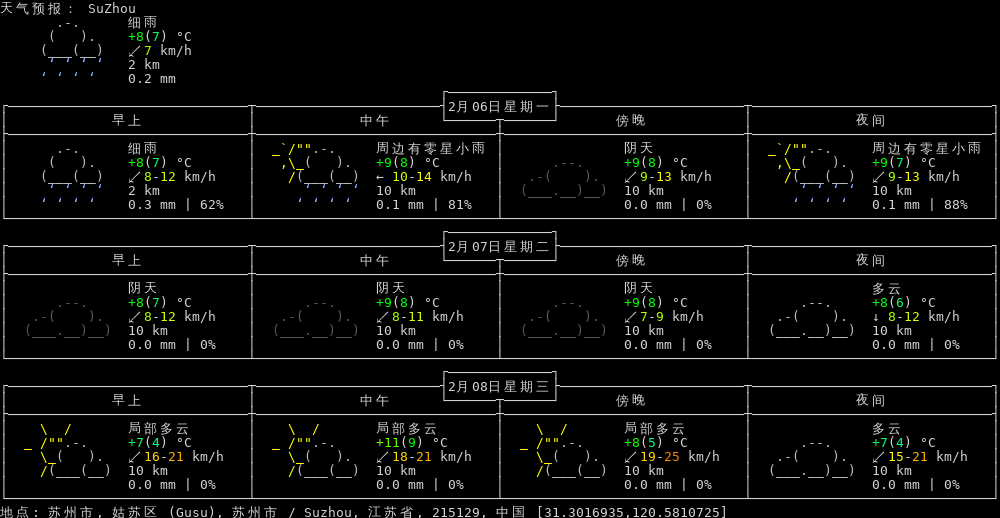 天气预报： SuZhou
细雨
+8(7) °C
↙ 7 km/h
2 km
0.2 mm
2月06日星期一
早上 中午 傍晚 夜间
细雨 周边有零星小雨 阴天 周边有零星小雨
+8(7) °C +9(8) °C +9(8) °C +9(7) °C
↙ 8-12 km/h ← 10-14 km/h ↙ 9-13 km/h ↙ 9-13 km/h
2 km 10 km 10 km 10 km
0.3 mm | 62% 0.1 mm | 81% 0.0 mm | 0% 0.1 mm | 88%
2月07日星期二
早上 中午 傍晚 夜间
阴天 阴天 阴天 多云
+8(7) °C +9(8) °C +9(8) °C +8(6) °C
↙ 8-12 km/h ↙ 8-11 km/h ↙ 7-9 km/h ↓ 8-12 km/h
10 km 10 km 10 km 10 km
0.0 mm | 0% 0.0 mm | 0% 0.0 mm | 0% 0.0 mm | 0%
2月08日星期三
早上 中午 傍晚 夜间
局部多云 局部多云 局部多云 多云
+7(4) °C +11(9) °C +8(5) °C +7(4) °C
↙ 16-21 km/h ↙ 18-21 km/h ↙ 19-25 km/h ↙ 15-21 km/h
10 km 10 km 10 km 10 km
0.0 mm | 0% 0.0 mm | 0% 0.0 mm | 0% 0.0 mm | 0%
地点: 苏州市, 姑苏区 (Gusu), 苏州市 / Suzhou, 江苏省, 215129, 中国 [31.3016935,120.5810725]